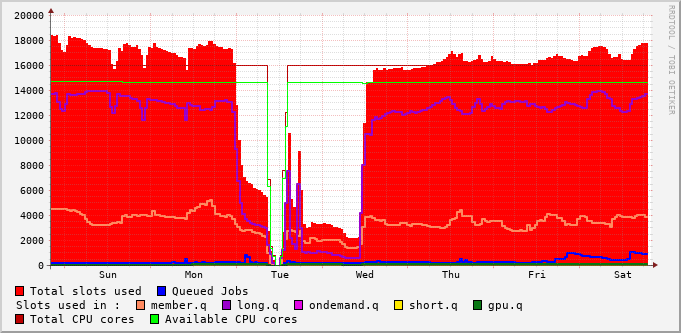 20000
18000
16000
14000
12000
10000
8000
6000
4000
2000
0
Sun Mon Tue Wed Thu Fri Sat
RRDTOOL / TOBI OETIKER
Total slots used Queued Jobs
Slots used in : member.q long.q ondemand.q short.q gpu.q
Total CPU cores Available CPU cores